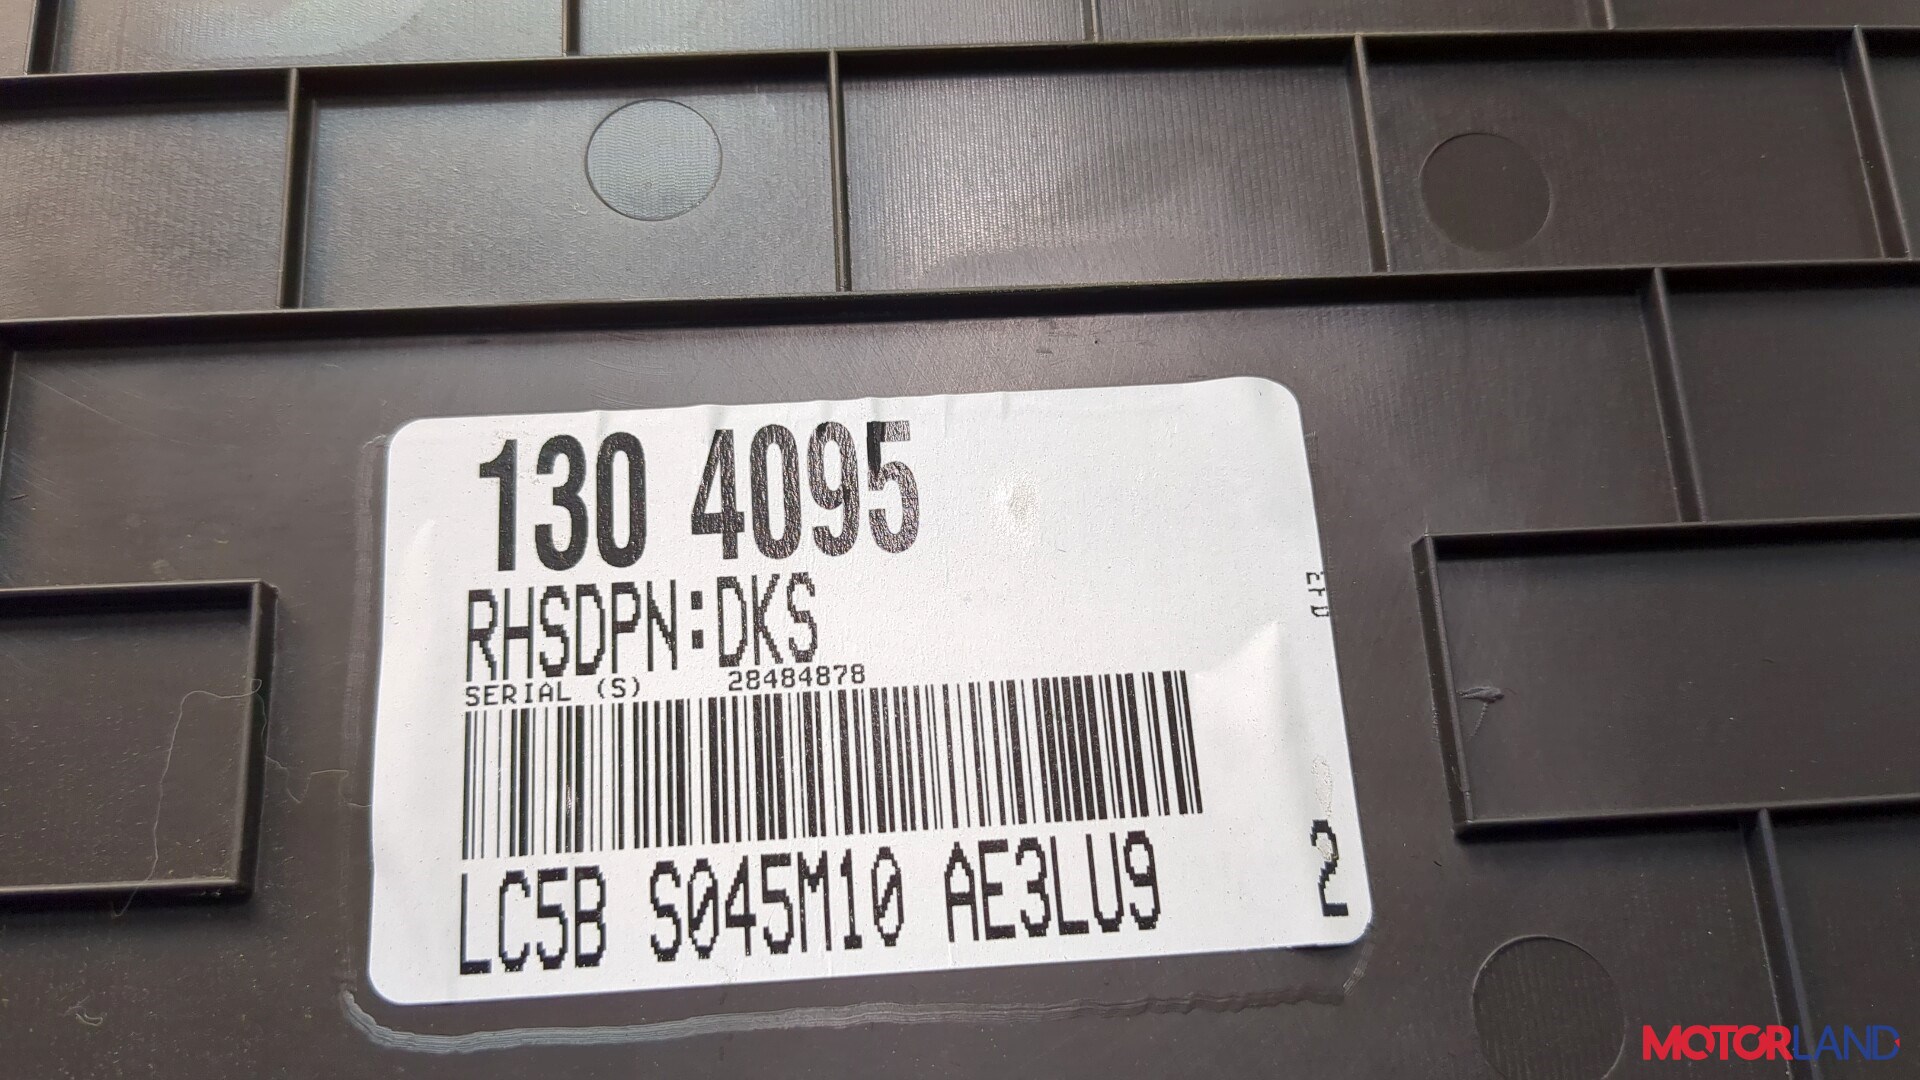 130 4095
RHSDPN:DKS
SERIAL (S) 28484878
LC5B S045M10 AE3LU9
2
MOTORLAND